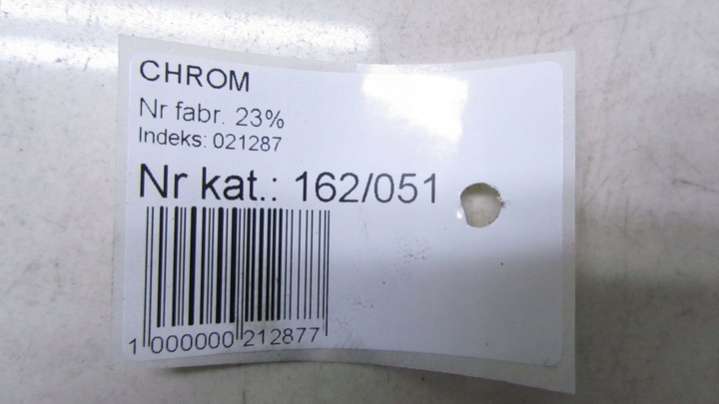 CHROM
Nr fabr. 23%
Indeks: 021287
Nr kat.: 162/051
1 000000 212877